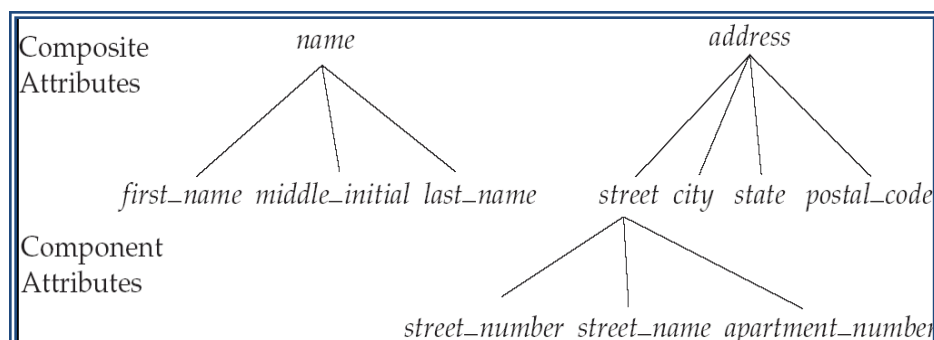 Composite name address
Attributes
first_name middle_initial last_name street city state postal_code
Component
Attributes
street_number street_name apartment_number